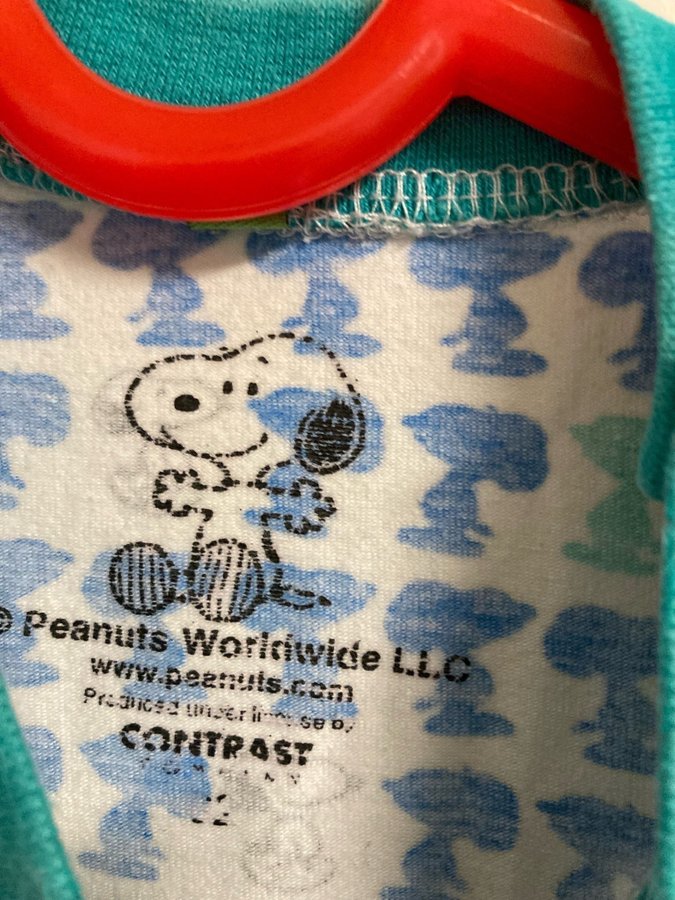 © Peanuts Worldwide LLC
www.peanuts.com
Produced under license by
CONTRAST